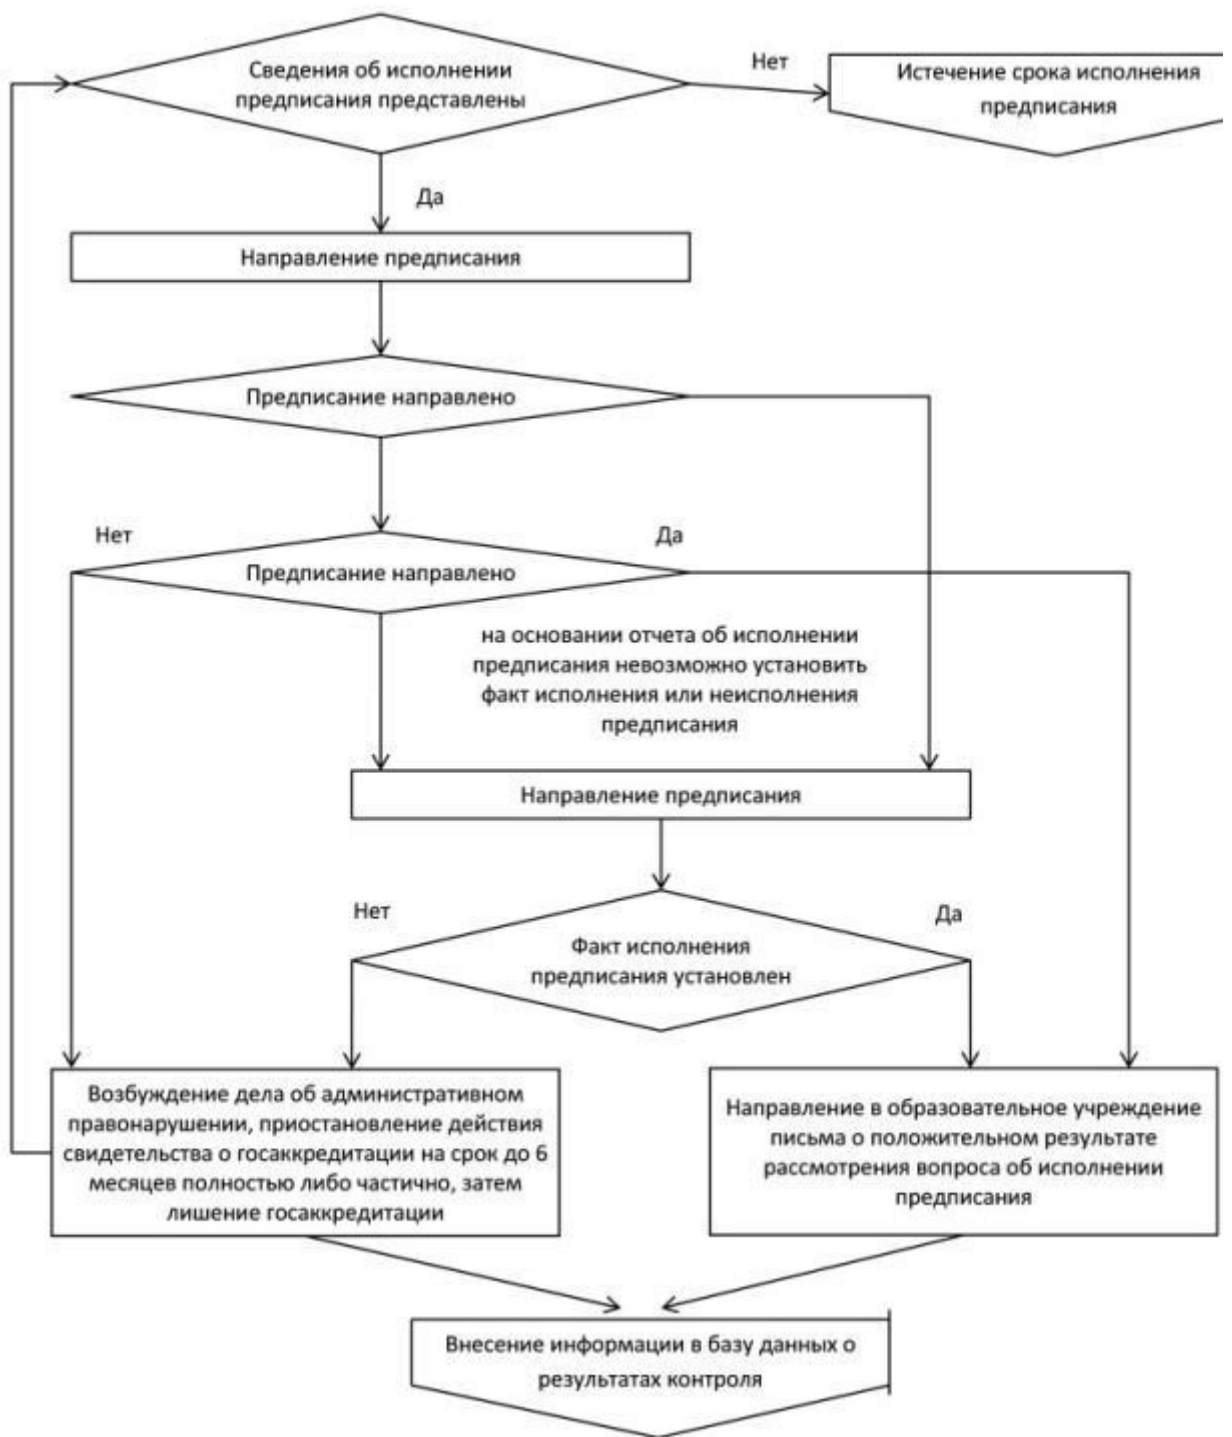 Сведения об исполнении
предписания представлены
Нет
Истечение срока исполнения
предписания
Да
Направление предписания
Предписание направлено
Нет
Да
Предписание направлено
на основании отчета об исполнении
предписания невозможно установить
факт исполнения или неисполнения
предписания
Направление предписания
Нет
Да
Факт исполнения
предписания установлен
Возбуждение дела об административном
правонарушении, приостановление действия
свидетельства о госаккредитации на срок до 6
месяцев полностью либо частично, затем
лишение госаккредитации
Направление в образовательное учреждение
письма о положительном результате
рассмотрения вопроса об исполнении
предписания
Внесение информации в базу данных о
результатах контроля